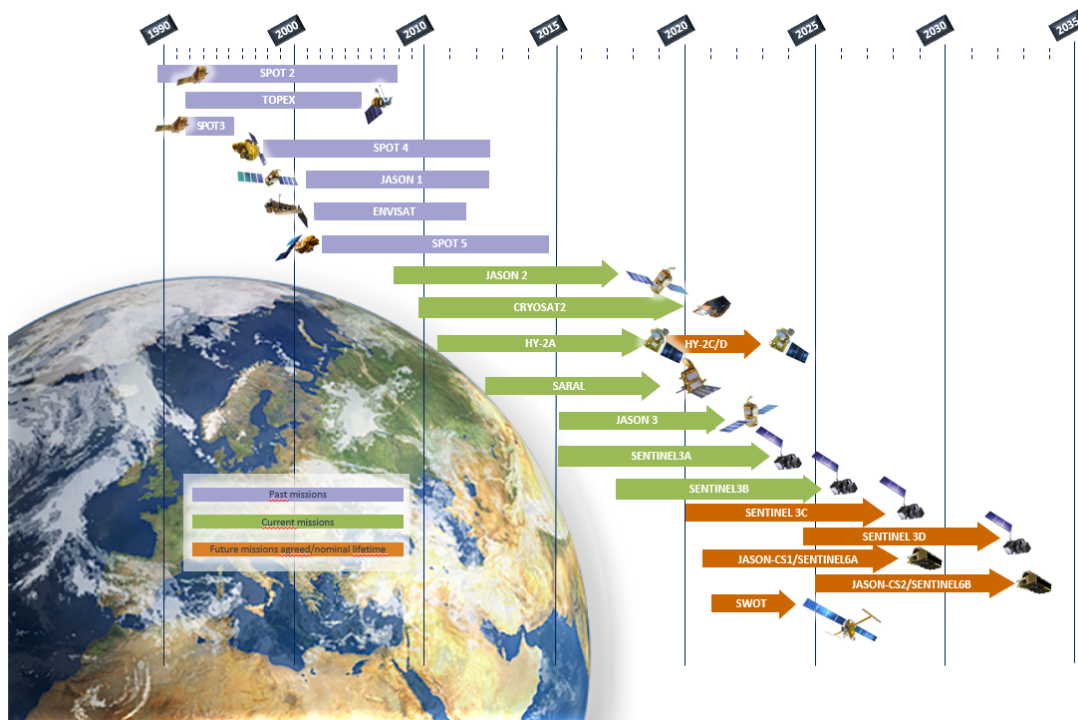 1990
2000
2010
2015
2020
2025
2030
2035
SPOT 2
TOPEX
SPOT3
SPOT 4
JASON 1
ENVISAT
SPOT 5
JASON 2
CRYOSAT2
HY-2A
HY-2C/D
SARAL
JASON 3
SENTINEL3A
SENTINEL3B
SENTINEL 3C
SENTINEL 3D
JASON-CS1/SENTINEL6A
JASON-CS2/SENTINEL6B
SWOT
Past missions
Current missions
Future missions agreed/nominal lifetime